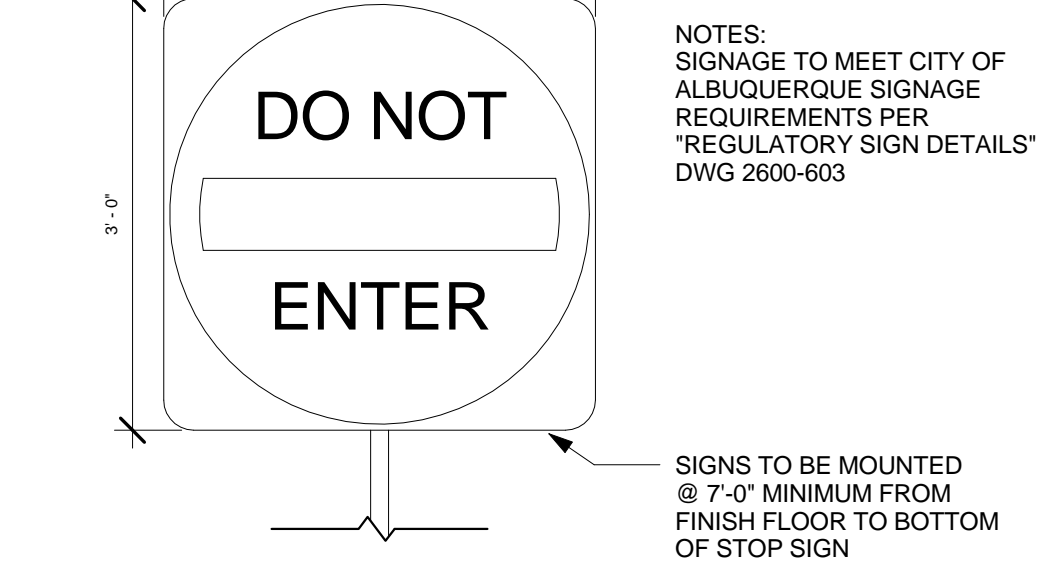 NOTES:
SIGNAGE TO MEET CITY OF
ALBUQUERQUE SIGNAGE
REQUIREMENTS PER
"REGULATORY SIGN DETAILS"
DWG 2600-603
DO NOT
ENTER
3' - 0"
SIGNS TO BE MOUNTED
@ 7'-0" MINIMUM FROM
FINISH FLOOR TO BOTTOM
OF STOP SIGN